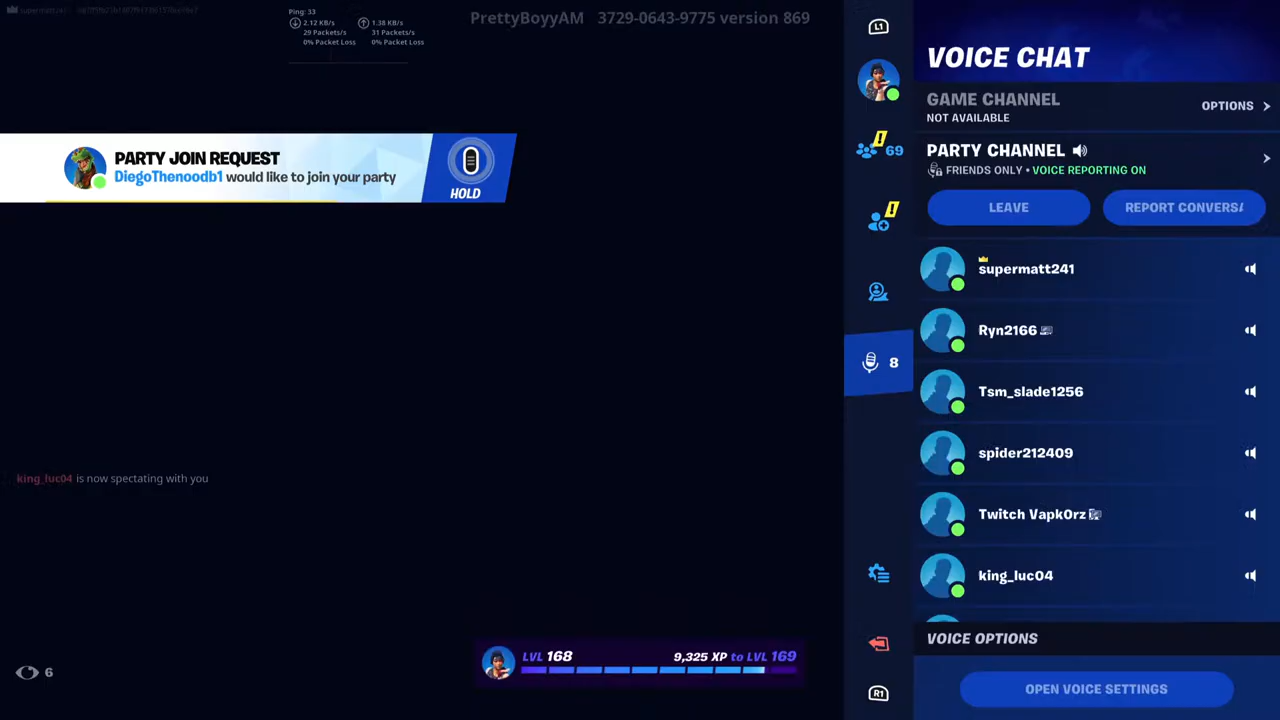 supermatt241
Ping: 33
2.12 KB/s
1.38 KB/s
29 Packets/s
31 Packets/s
0% Packet Loss
0% Packet Loss
PrettyBoyyAM 3729-0643-9775 version 869
PARTY JOIN REQUEST
DiegoThenoodb1 would like to join your party
HOLD
king_luc04 is now spectating with you
6
LVL 168
9,325 XP to LVL 169
L1
69
8
R1
VOICE CHAT
GAME CHANNEL
NOT AVAILABLE
OPTIONS
PARTY CHANNEL
FRIENDS ONLY • VOICE REPORTING ON
LEAVE
REPORT CONVERSA
supermatt241
Ryn2166
Tsm_slade1256
spider212409
Twitch Vapk0rz
king_luc04
VOICE OPTIONS
OPEN VOICE SETTINGS